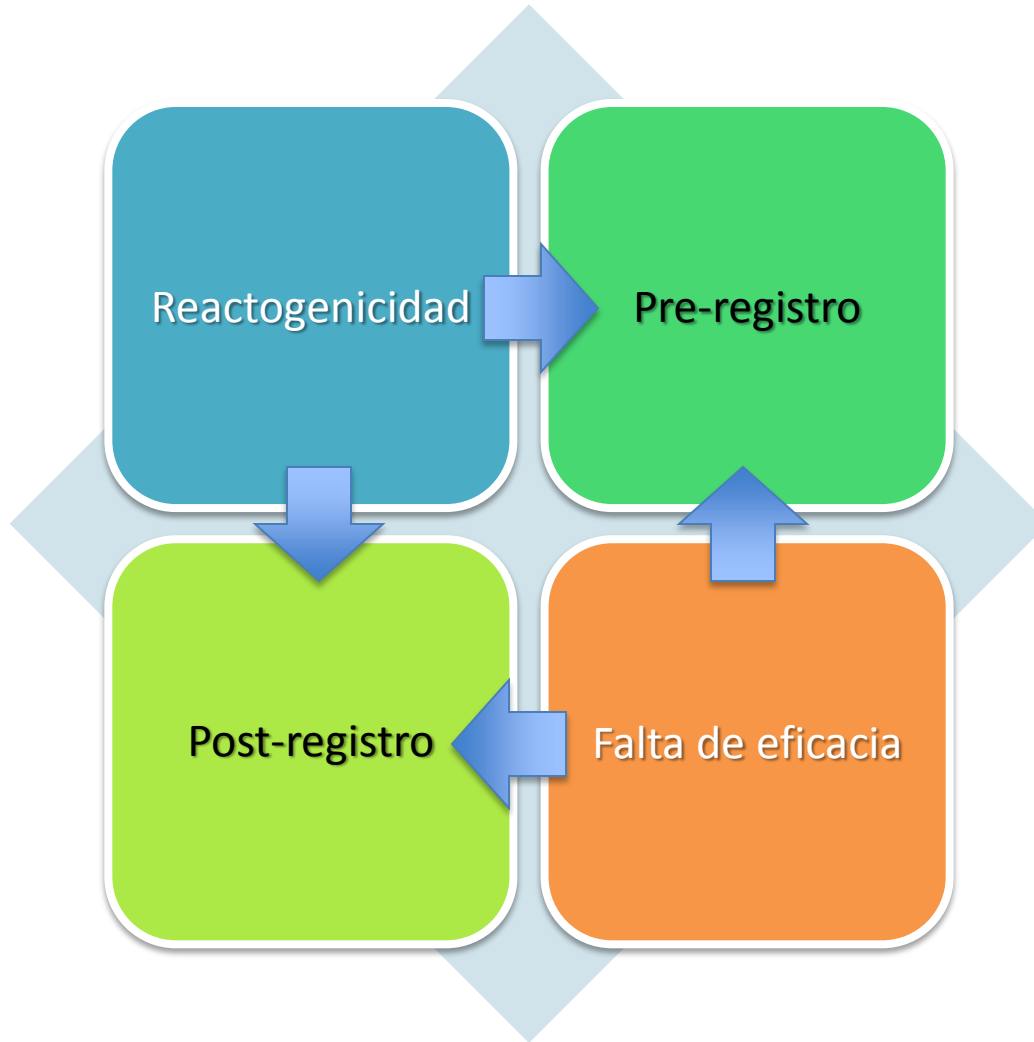 Reactogenicidad
Pre-registro
Post-registro
Falta de eficacia